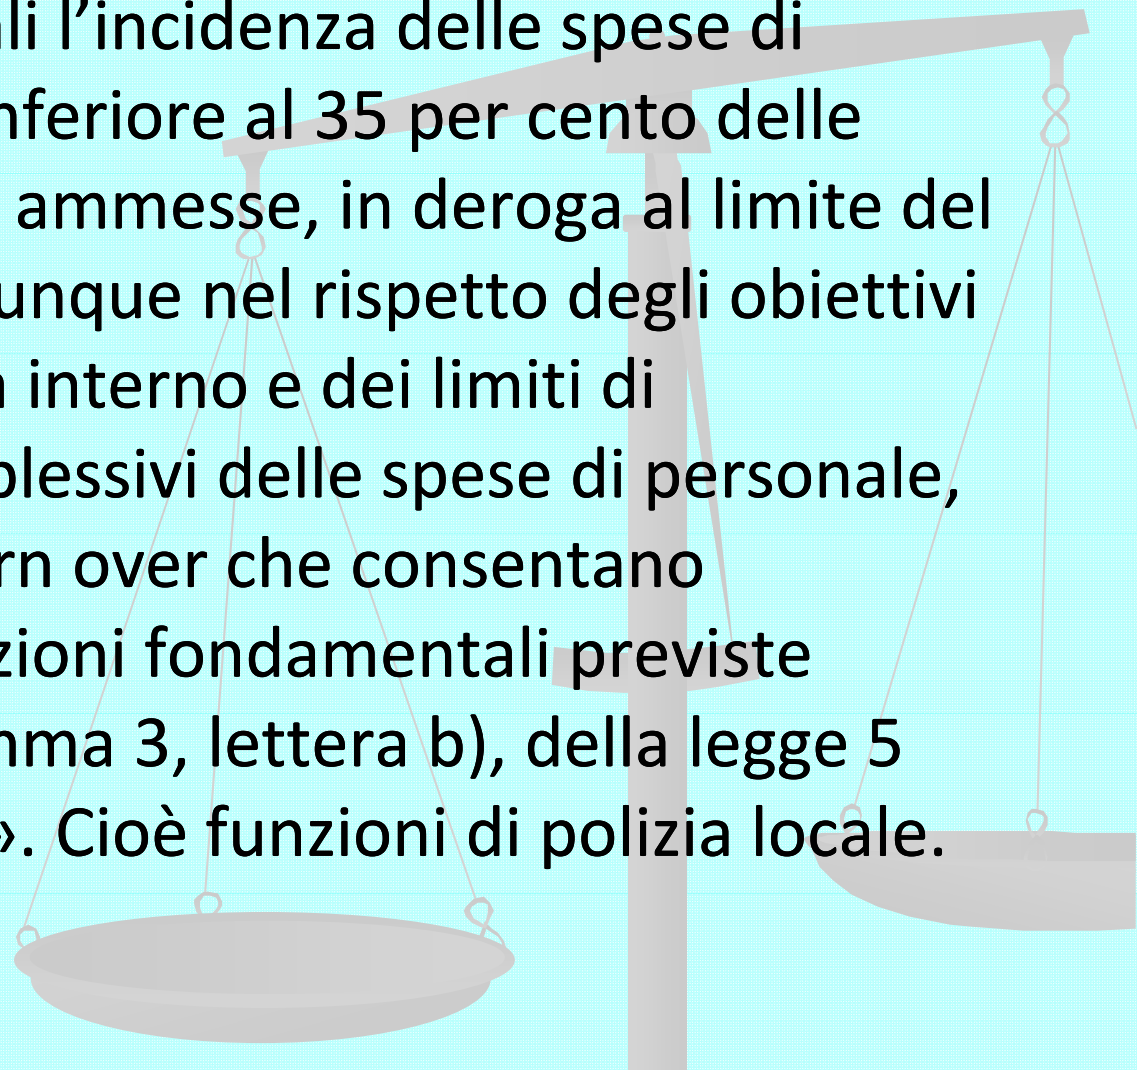 ali l’incidenza delle spese di
nferiore al 35 per cento delle
ammesse, in deroga al limite del
unque nel rispetto degli obiettivi
interno e dei limiti di
plessivi delle spese di personale,
rn over che consentano
zioni fondamentali previste
mma 3, lettera b), della legge 5
». Cioè funzioni di polizia locale.